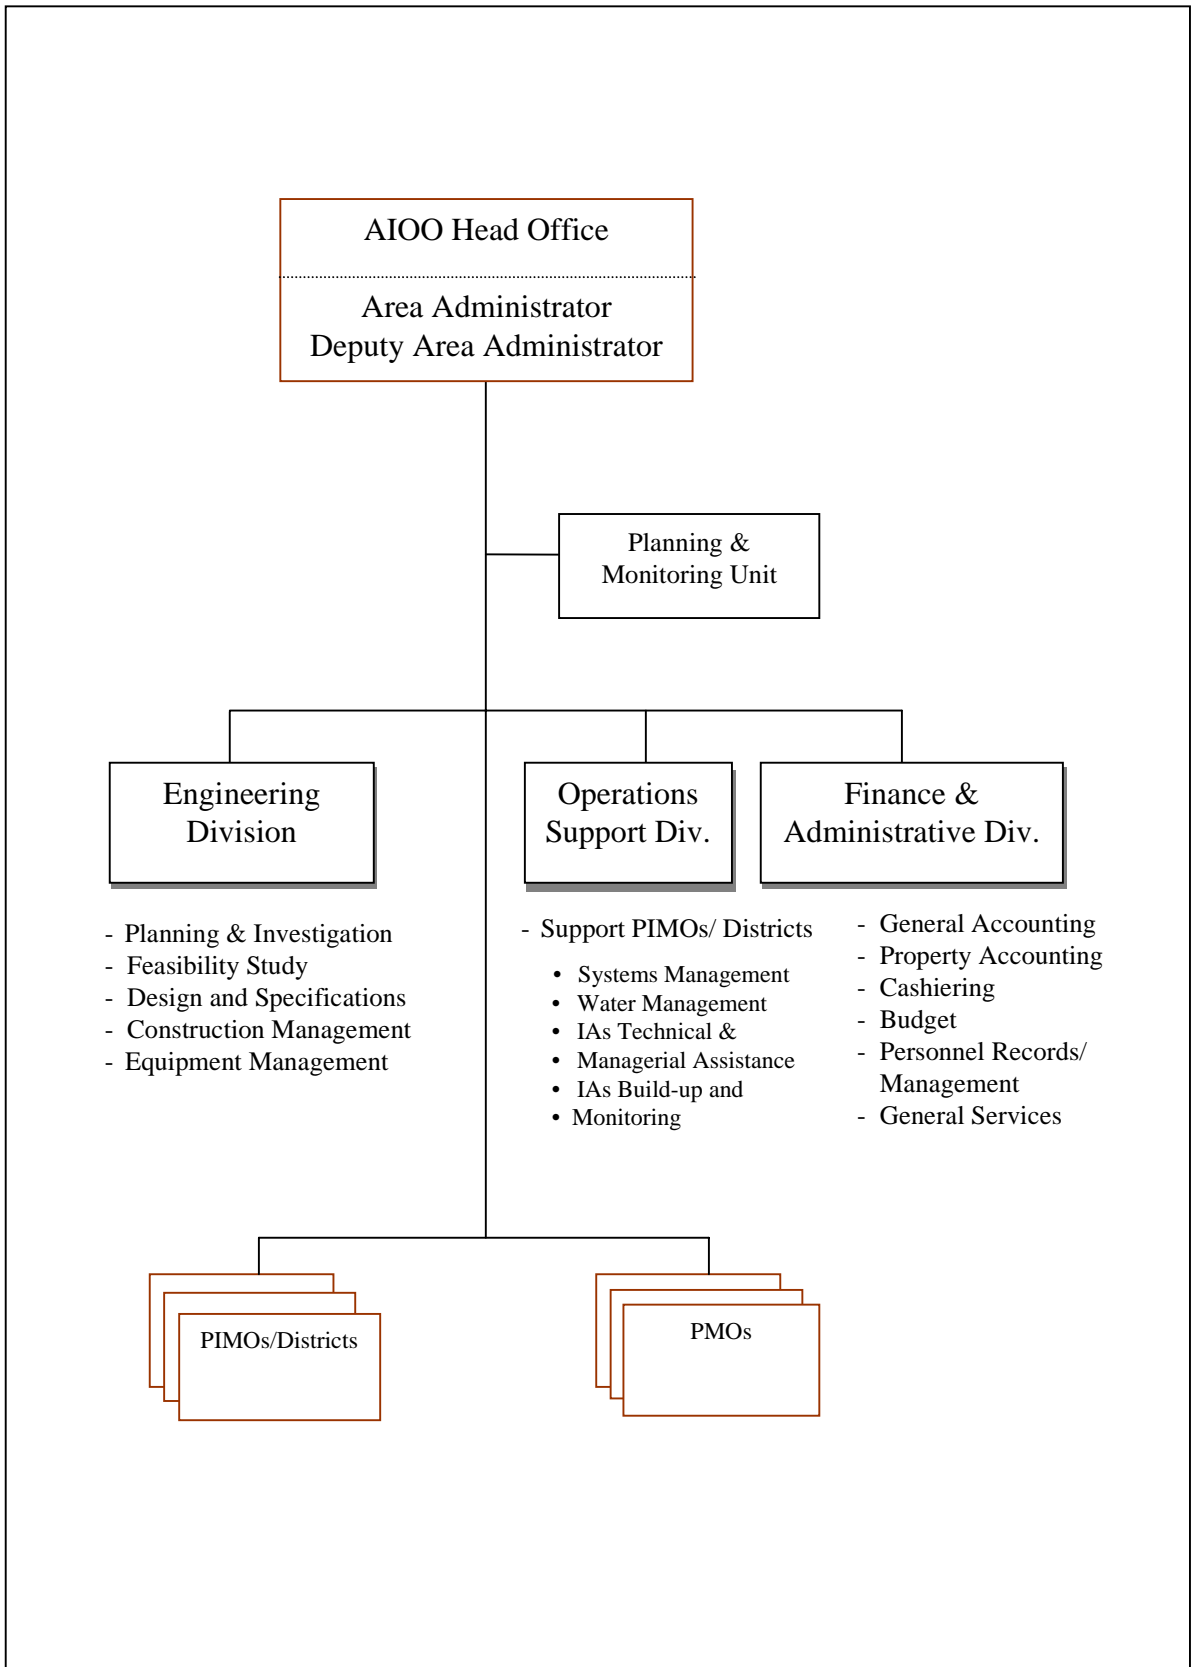 AIOO Head Office
Area Administrator
Deputy Area Administrator
Planning &
Monitoring Unit
Engineering
Division
- Planning & Investigation
- Feasibility Study
- Design and Specifications
- Construction Management
- Equipment Management
Operations
Support Div.
- Support PIMOs/ Districts
• Systems Management
• Water Management
• IAs Technical &
• Managerial Assistance
• IAs Build-up and
• Monitoring
Finance &
Administrative Div.
- General Accounting
- Property Accounting
- Cashiering
- Budget
- Personnel Records/
Management
- General Services
PIMOs/Districts
PMOs